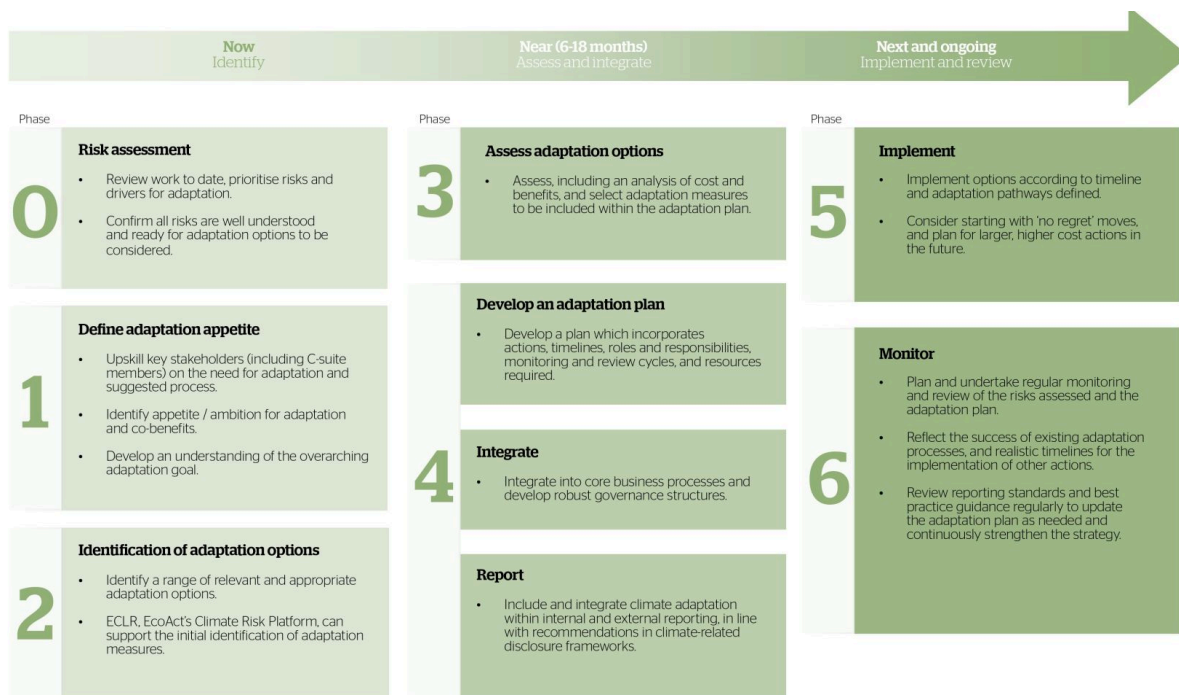 Now
Identify
Near (6-18 months)
Assess and integrate
Next and ongoing
Implement and review
Phase
0
Risk assessment
• Review work to date, prioritise risks and
drivers for adaptation.
• Confirm all risks are well understood
and ready for adaptation options to be
considered.
1
Define adaptation appetite
• Upskill key stakeholders (including C-suite
members) on the need for adaptation and
suggested process.
• Identify appetite / ambition for adaptation
and co-benefits.
• Develop an understanding of the overarching
adaptation goal.
2
Identification of adaptation options
• Identify a range of relevant and appropriate
adaptation options.
• ECLR, EcoAct's Climate Risk Platform, can
support the initial identification of adaptation
measures.
Phase
3
Assess adaptation options
• Assess, including an analysis of cost and
benefits, and select adaptation measures
to be included within the adaptation plan.
4
Develop an adaptation plan
• Develop a plan which incorporates
actions, timelines, roles and responsibilities,
monitoring and review cycles, and resources
required.
Integrate
• Integrate into core business processes and
develop robust governance structures.
Report
• Include and integrate climate adaptation
within internal and external reporting, in line
with recommendations in climate-related
disclosure frameworks.
Phase
5
Implement
• Implement options according to timeline
and adaptation pathways defined.
• Consider starting with 'no regret' moves,
and plan for larger, higher cost actions in
the future.
6
Monitor
• Plan and undertake regular monitoring
and review of the risks assessed and the
adaptation plan.
• Reflect the success of existing adaptation
processes, and realistic timelines for the
implementation of other actions.
• Review reporting standards and best
practice guidance regularly to update
the adaptation plan as needed and
continuously strengthen the strategy.